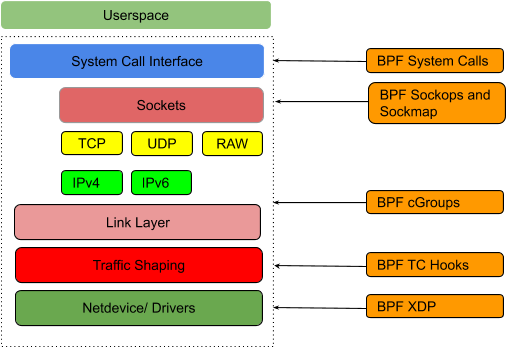 Userspace
System Call Interface
BPF System Calls
Sockets
BPF Sockops and
Sockmap
TCP
UDP
RAW
IPv4
IPv6
BPF cGroups
Link Layer
Traffic Shaping
BPF TC Hooks
Netdevice/ Drivers
BPF XDP